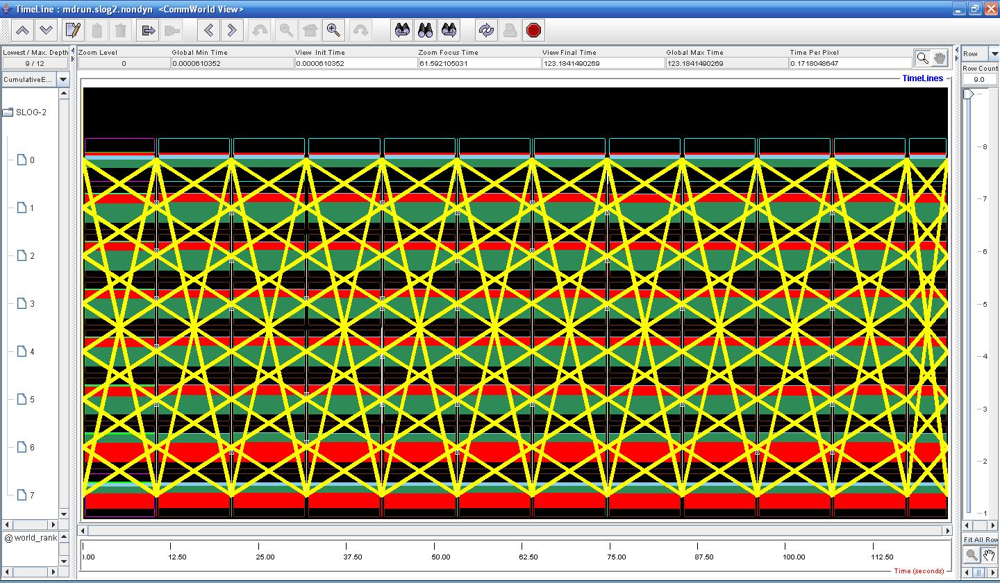 TimeLine : mdrun.slog2.nondyn <CommWorld View>
Lowest / Max. Depth Zoom Level Global Min Time View Init Time Zoom Focus Time View Final Time Global Max Time Time Per Pixel Row
9 / 12 0 0.0000610352 0.0000610352 61.592105031 123.1841490269 123.1841490269 0.1718048647
Row Count
9.0
CumulativeE...
TimeLines
SLOG-2
0
1
2
3
4
5
6
7
8
7
6
5
4
3
2
1
@world_rank
Fit All Row
0.00 12.50 25.00 37.50 50.00 62.50 75.00 87.50 100.00 112.50
Time (seconds)